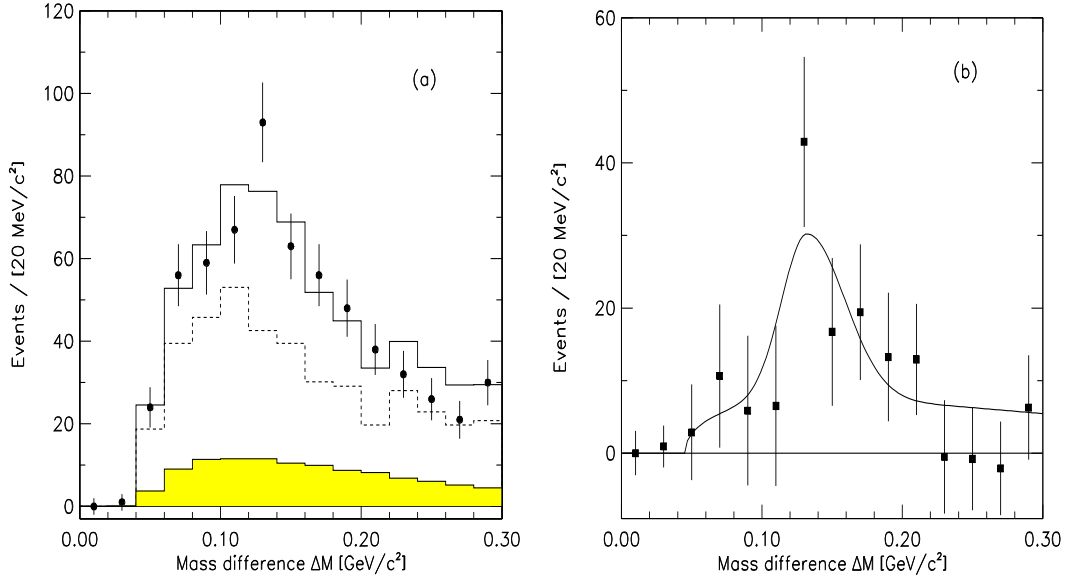 (a)
Events / [20 MeV/c²]
120
100
80
60
40
20
0
0.00 0.10 0.20 0.30
Mass difference ΔM [GeV/c²]
(b)
Events / [20 MeV/c²]
60
40
20
0
0.00 0.10 0.20 0.30
Mass difference ΔM [GeV/c²]